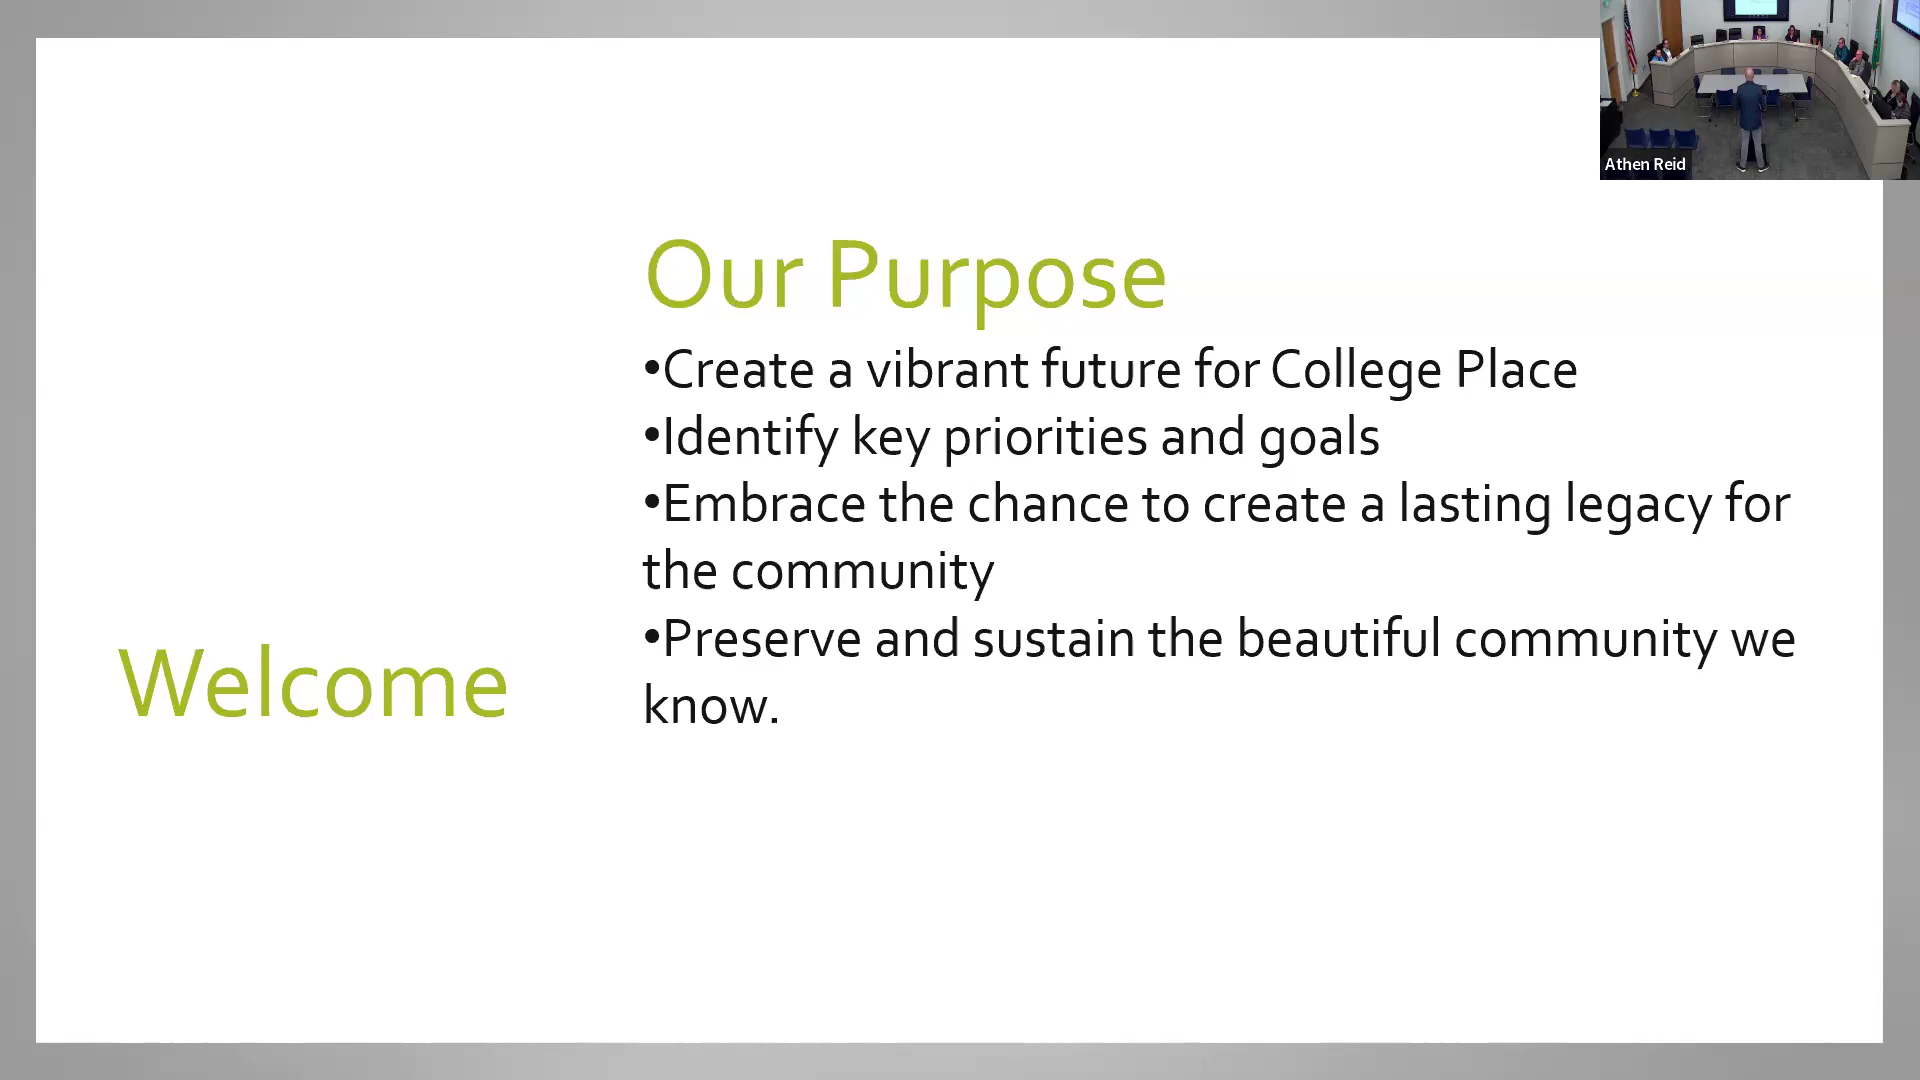 Athen Reid
Our Purpose
•Create a vibrant future for College Place
•Identify key priorities and goals
•Embrace the chance to create a lasting legacy for
the community
•Preserve and sustain the beautiful community we
know.
Welcome